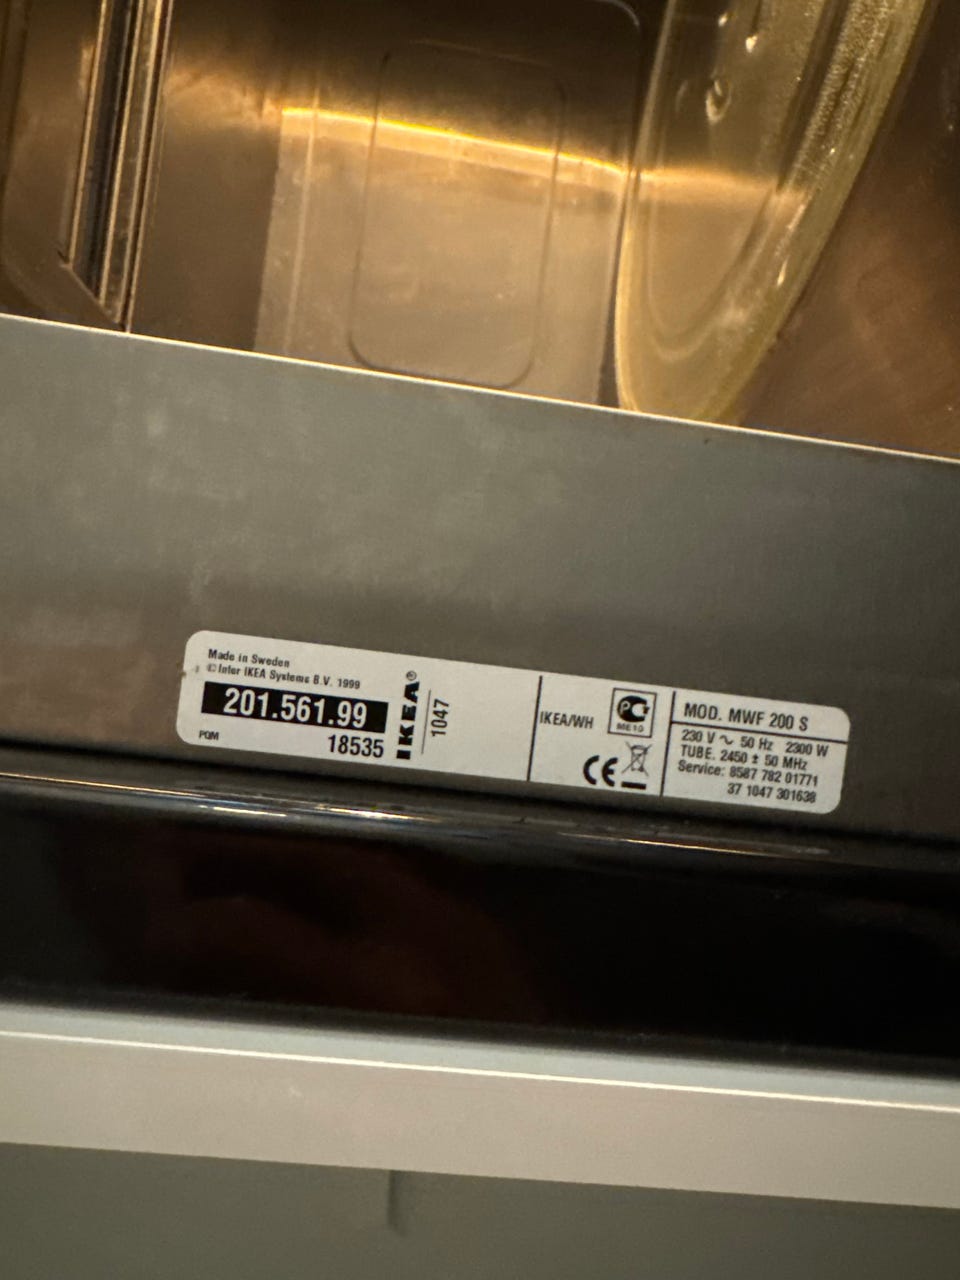 Made in Sweden
© Inter IKEA Systems B.V. 1999
201.561.99
PQM
18535
IKEA®
1047
IKEA/WH
PG
ME10
CE
MOD. MWF 200 S
230 V ~ 50 Hz 2300 W
TUBE. 2450 ± 50 MHz
Service: 8587 782 01771
37 1047 301638